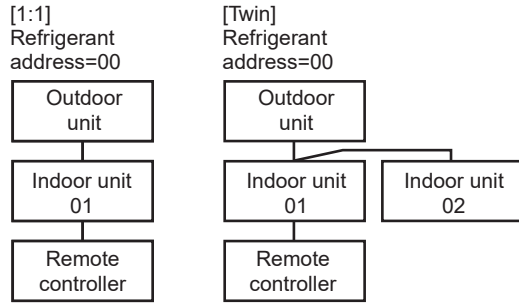 [1:1]
Refrigerant
address=00
Outdoor
unit
Indoor unit
01
Remote
controller
[Twin]
Refrigerant
address=00
Outdoor
unit
Indoor unit
01
Indoor unit
02
Remote
controller